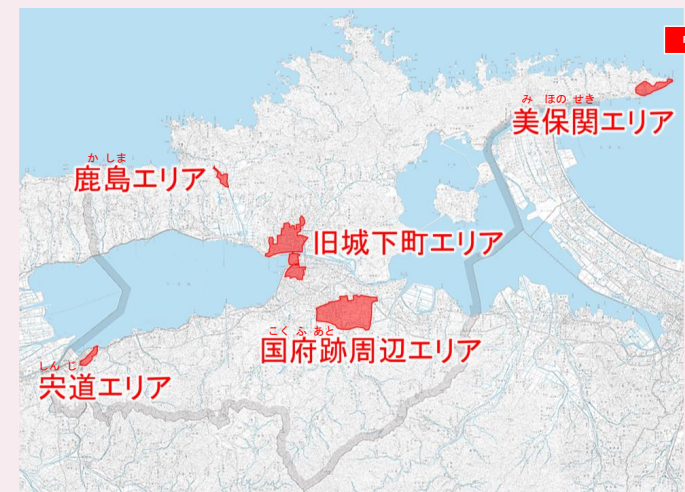 み ほの せき
美保関エリア
か しま
鹿島エリア
旧城下町エリア
こく ふ あと
国府跡周辺エリア
しん じ
宍道エリア